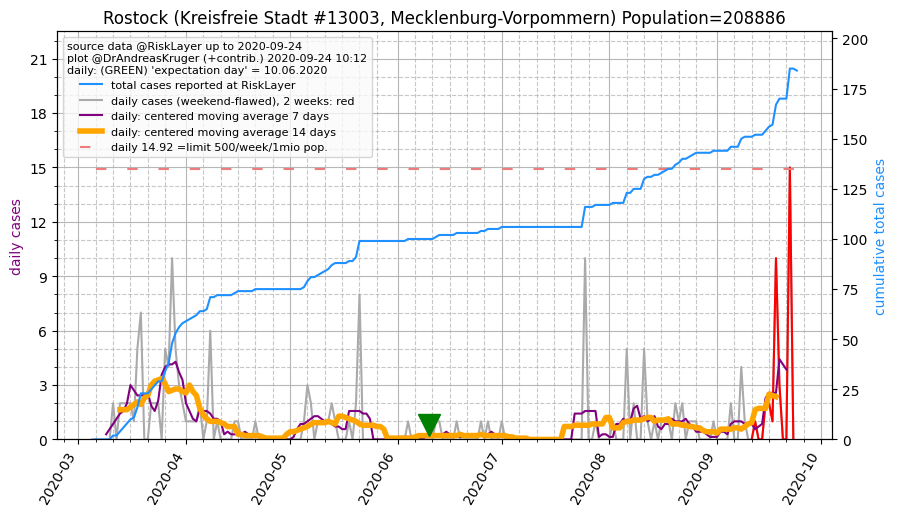 Rostock (Kreisfreie Stadt #13003, Mecklenburg-Vorpommern) Population=208886
source data @RiskLayer up to 2020-09-24
plot @DrAndreasKruger (+contrib.) 2020-09-24 10:12
daily: (GREEN) 'expectation day' = 10.06.2020
total cases reported at RiskLayer
daily cases (weekend-flawed), 2 weeks: red
daily: centered moving average 7 days
daily: centered moving average 14 days
daily 14.92 =limit 500/week/1mio pop.
daily cases
21
18
15
12
9
6
3
0
200
175
150
125
100
75
50
25
0
cumulative total cases
2020-03
2020-04
2020-05
2020-06
2020-07
2020-08
2020-09
2020-10